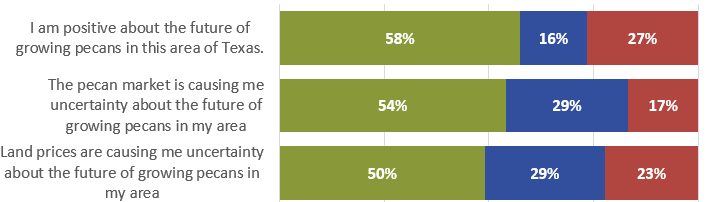 I am positive about the future of
growing pecans in this area of Texas.
58% 16% 27%
The pecan market is causing me
uncertainty about the future of
growing pecans in my area
54% 29% 17%
Land prices are causing me uncertainty
about the future of growing pecans in
my area
50% 29% 23%